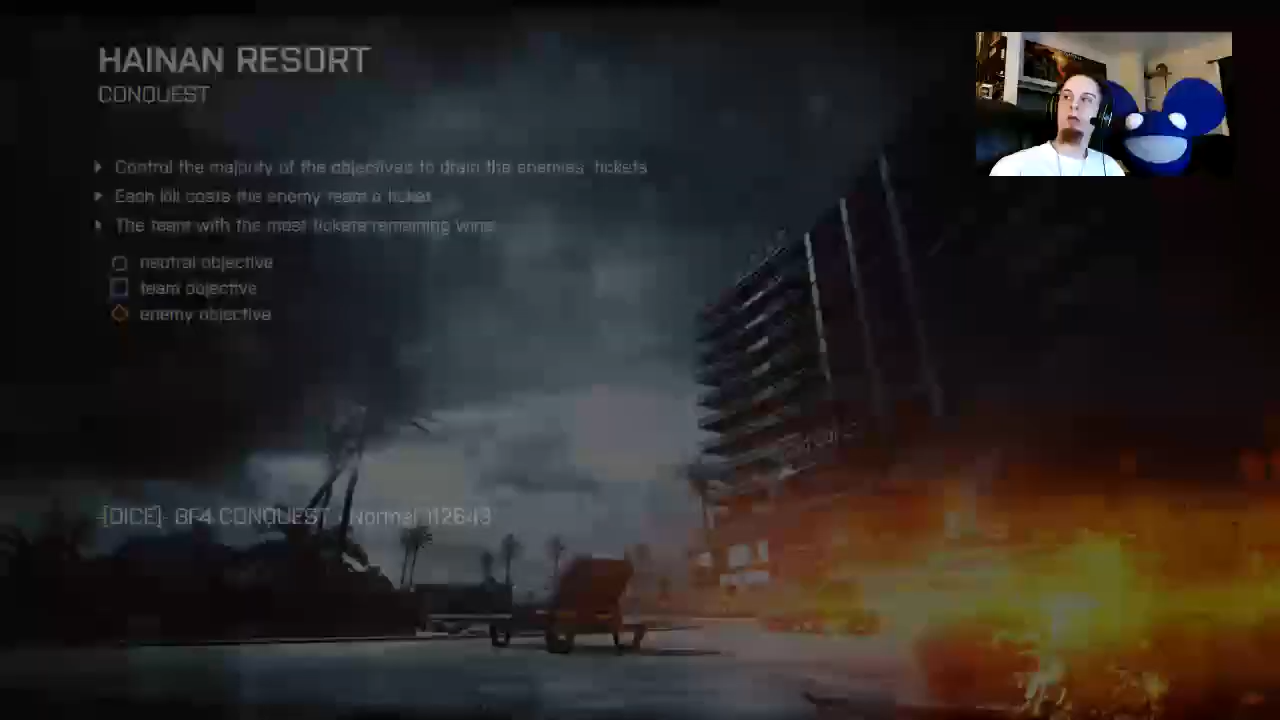 HAINAN RESORT
CONQUEST
Control the majority of the objectives to drain the enemies' tickets
Each kill costs the enemy team a ticket
The team with the most tickets remaining wins
neutral objective
team objective
enemy objective
-[DICE]- BF4 CONQUEST - Normal